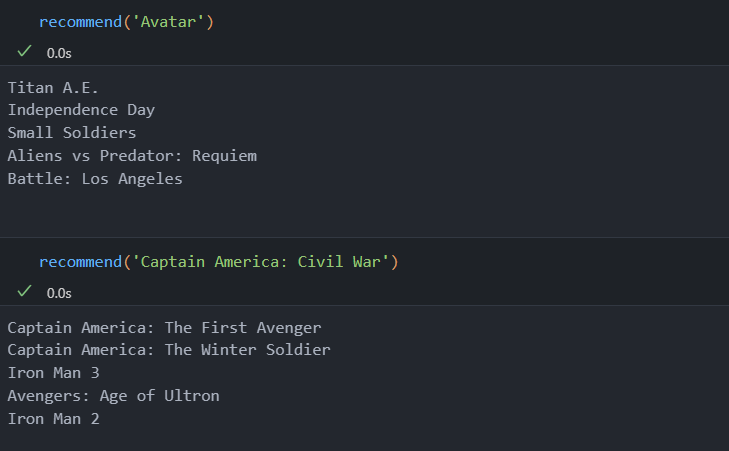 recommend('Avatar')
0.0s
Titan A.E.
Independence Day
Small Soldiers
Aliens vs Predator: Requiem
Battle: Los Angeles
recommend('Captain America: Civil War')
0.0s
Captain America: The First Avenger
Captain America: The Winter Soldier
Iron Man 3
Avengers: Age of Ultron
Iron Man 2